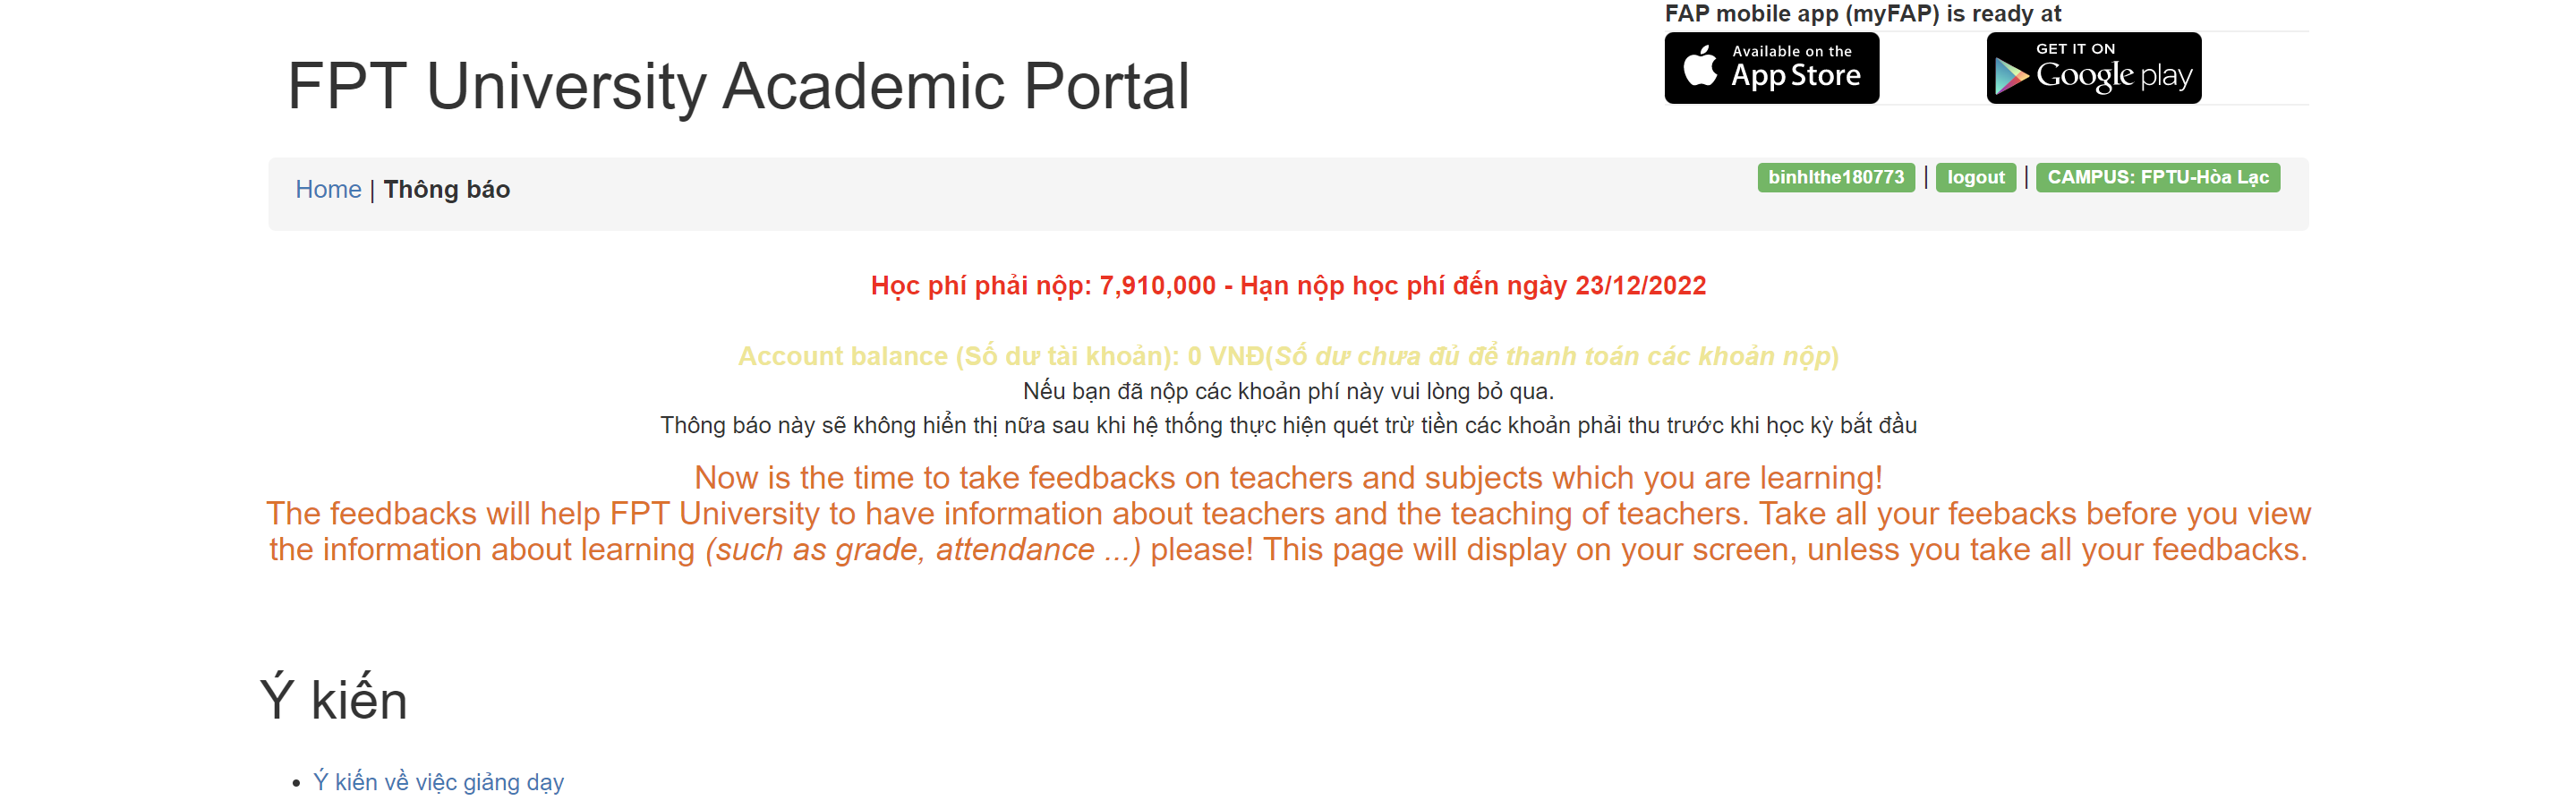 FAP mobile app (myFAP) is ready at
FPT University Academic Portal
Available on the
App Store
GET IT ON
Google play
Home | Thông báo
binhlthe180773 | logout | CAMPUS: FPTU-Hòa Lạc
Học phí phải nộp: 7,910,000 - Hạn nộp học phí đến ngày 23/12/2022
Account balance (Số dư tài khoản): 0 VNĐ(Số dư chưa đủ để thanh toán các khoản nộp)
Nếu bạn đã nộp các khoản phí này vui lòng bỏ qua.
Thông báo này sẽ không hiển thị nữa sau khi hệ thống thực hiện quét trừ tiền các khoản phải thu trước khi học kỳ bắt đầu
Now is the time to take feedbacks on teachers and subjects which you are learning!
The feedbacks will help FPT University to have information about teachers and the teaching of teachers. Take all your feebacks before you view
the information about learning (such as grade, attendance ...) please! This page will display on your screen, unless you take all your feedbacks.
Ý kiến
• Ý kiến về việc giảng dạy